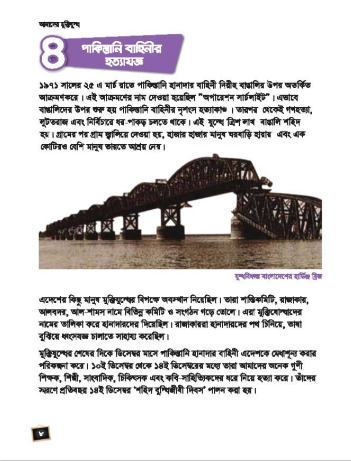 আমাদের মুক্তিযুদ্ধ
৪
পাকিস্তানি বাহিনীর
হত্যাযজ্ঞ
১৯৭১ সালের ২৫ এ মার্চ রাতে পাকিস্তানি হানাদার বাহিনী নিরীহ বাঙালির উপর অতর্কিত
আক্রমণকরে । এই আক্রমণের নাম দেওয়া হয়েছিল “অপারেশন সার্চলাইট” । এভাবে
বাঙালিদের উপর শুরু হয় পাকিস্তানি বাহিনীর নৃশংস হত্যাকাণ্ড । তারপর থেকেই গণহত্যা,
লুটতরাজ এবং নির্বিচারে ধর-পাকড় চলতে থাকে । এই যুদ্ধে ত্রিশ লাখ বাঙালি শহিদ
হয় । গ্রামের পর গ্রাম জ্বালিয়ে দেওয়া হয়, হাজার হাজার মানুষ ঘরবাড়ি হারায় এবং এক
কোটিরও বেশি মানুষ ভারতে আশ্রয় নেয় ।
যুদ্ধবিধ্বস্ত বাংলাদেশের হার্ডিঞ্জ ব্রিজ
এদেশের কিছু মানুষ মুক্তিযুদ্ধের বিপক্ষে অবস্থান নিয়েছিল । তারা শান্তিকমিটি, রাজাকার,
আলবদর, আল-শামস নামে বিভিন্ন কমিটি ও সংগঠন গড়ে তোলে । এরা মুক্তিযোদ্ধাদের
নামের তালিকা করে হানাদারদের দিয়েছিল । রাজাকাররা হানাদারদের পথ চিনিয়ে, ভাষা
বুঝিয়ে ধ্বংসযজ্ঞ চালাতে সাহায্য করেছিল ।
মুক্তিযুদ্ধের শেষের দিকে ডিসেম্বর মাসে পাকিস্তানি হানাদার বাহিনী এদেশকে মেধাশূন্য করার
পরিকল্পনা করে । ১০ই ডিসেম্বর থেকে ১৪ই ডিসেম্বরের মধ্যে তারা আমাদের অনেক গুণী
শিক্ষক, শিল্পী, সাংবাদিক, চিকিৎসক এবং কবি-সাহিত্যিকদের ধরে নিয়ে হত্যা করে । তাঁদের
স্মরণে প্রতিবছর ১৪ই ডিসেম্বর ‘শহিদ বুদ্ধিজীবী দিবস’ পালন করা হয় ।
৮